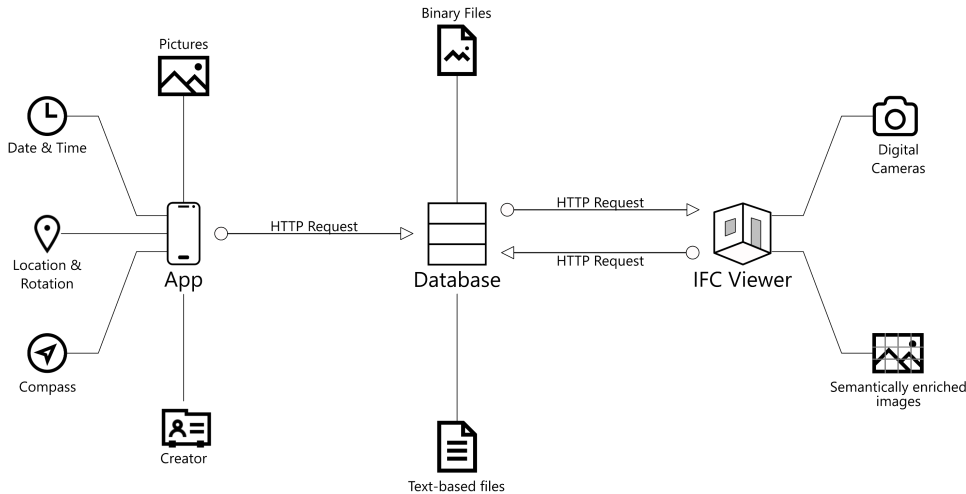 Binary Files
Pictures
Date & Time
Digital
Cameras
HTTP Request
HTTP Request
HTTP Request
Location &
Rotation
App
Database
IFC Viewer
Compass
Semantically enriched
images
Creator
Text-based files